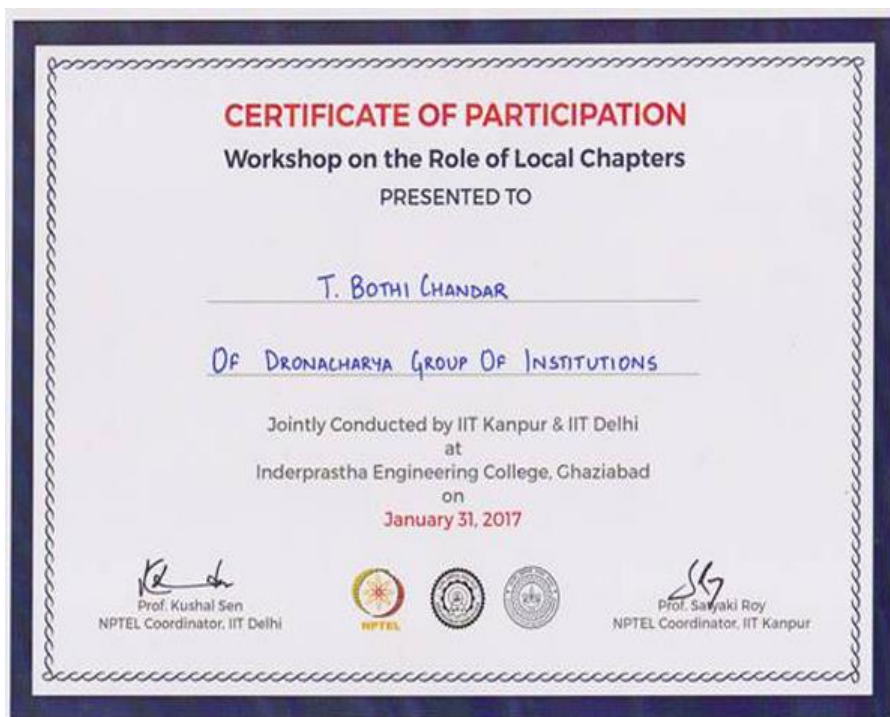 CERTIFICATE OF PARTICIPATION
Workshop on the Role of Local Chapters
PRESENTED TO
T. BOTHI CHANDAR
OF DRONACHARYA GROUP OF INSTITUTIONS
Jointly Conducted by IIT Kanpur & IIT Delhi
at
Inderprastha Engineering College, Ghaziabad
on
January 31, 2017
Prof. Kushal Sen
NPTEL Coordinator, IIT Delhi
NPTEL
Prof. Satyaki Roy
NPTEL Coordinator, IIT Kanpur